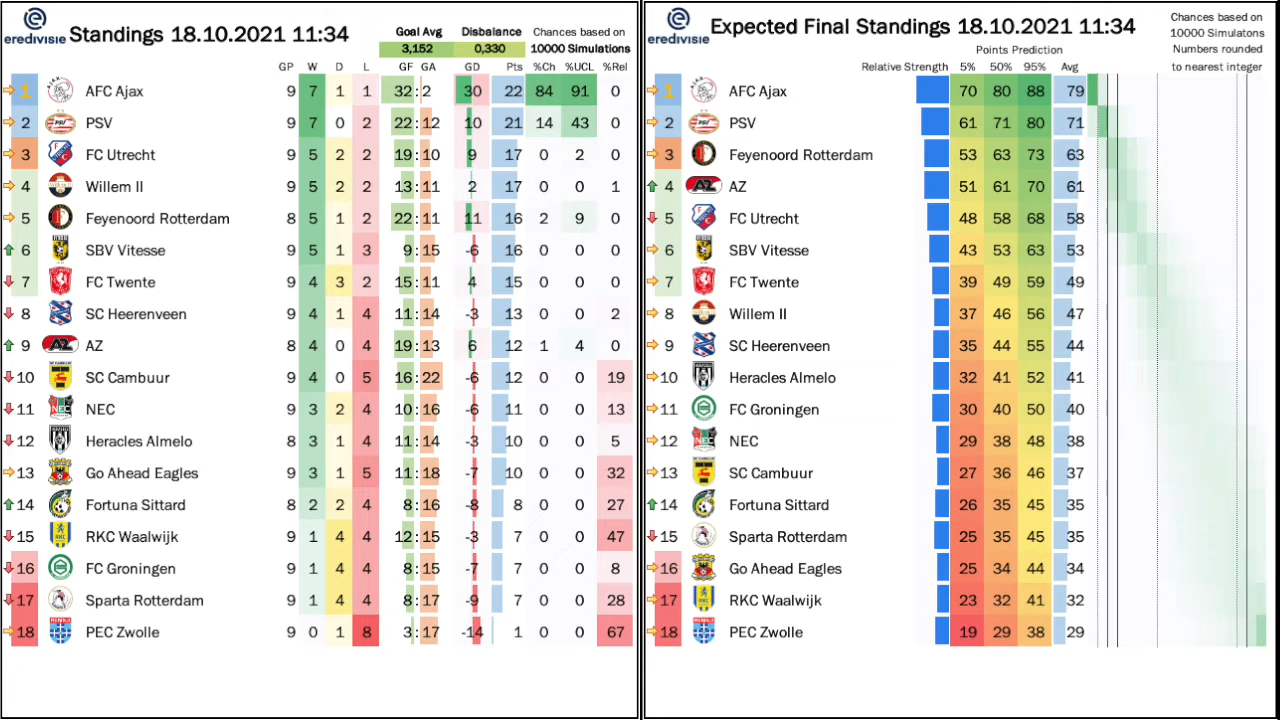 eredivisie Standings 18.10.2021 11:34
Goal Avg Disbalance Chances based on
3,152 0,330 10000 Simulations
GP W D L GF GA GD Pts %Ch %UCL %Rel
1 AFC Ajax 9 7 1 1 32 : 2 30 22 84 91 0
2 PSV 9 7 0 2 22 : 12 10 21 14 43 0
3 FC Utrecht 9 5 2 2 19 : 10 9 17 0 2 0
4 Willem II 9 5 2 2 13 : 11 2 17 0 0 1
5 Feyenoord Rotterdam 8 5 1 2 22 : 11 11 16 2 9 0
6 SBV Vitesse 9 5 1 3 9 : 15 -6 16 0 0 0
7 FC Twente 9 4 3 2 15 : 11 4 15 0 0 0
8 SC Heerenveen 9 4 1 4 11 : 14 -3 13 0 0 2
9 AZ 8 4 0 4 19 : 13 6 12 1 4 0
10 SC Cambuur 9 4 0 5 16 : 22 -6 12 0 0 19
11 NEC 9 3 2 4 10 : 16 -6 11 0 0 13
12 Heracles Almelo 8 3 1 4 11 : 14 -3 10 0 0 5
13 Go Ahead Eagles 9 3 1 5 11 : 18 -7 10 0 0 32
14 Fortuna Sittard 8 2 2 4 8 : 16 -8 8 0 0 27
15 RKC Waalwijk 9 1 4 4 12 : 15 -3 7 0 0 47
16 FC Groningen 9 1 4 4 8 : 15 -7 7 0 0 8
17 Sparta Rotterdam 9 1 4 4 8 : 17 -9 7 0 0 28
18 PEC Zwolle 9 0 1 8 3 : 17 -14 1 0 0 67
eredivisie Expected Final Standings 18.10.2021 11:34
Chances based on
10000 Simulatons
Numbers rounded
to nearest integer
Points Prediction
Relative Strength 5% 50% 95% Avg
1 AFC Ajax 70 80 88 79
2 PSV 61 71 80 71
3 Feyenoord Rotterdam 53 63 73 63
4 AZ 51 61 70 61
5 FC Utrecht 48 58 68 58
6 SBV Vitesse 43 53 63 53
7 FC Twente 39 49 59 49
8 Willem II 37 46 56 47
9 SC Heerenveen 35 44 55 44
10 Heracles Almelo 32 41 52 41
11 FC Groningen 30 40 50 40
12 NEC 29 38 48 38
13 SC Cambuur 27 36 46 37
14 Fortuna Sittard 26 35 45 35
15 Sparta Rotterdam 25 35 45 35
16 Go Ahead Eagles 25 34 44 34
17 RKC Waalwijk 23 32 41 32
18 PEC Zwolle 19 29 38 29